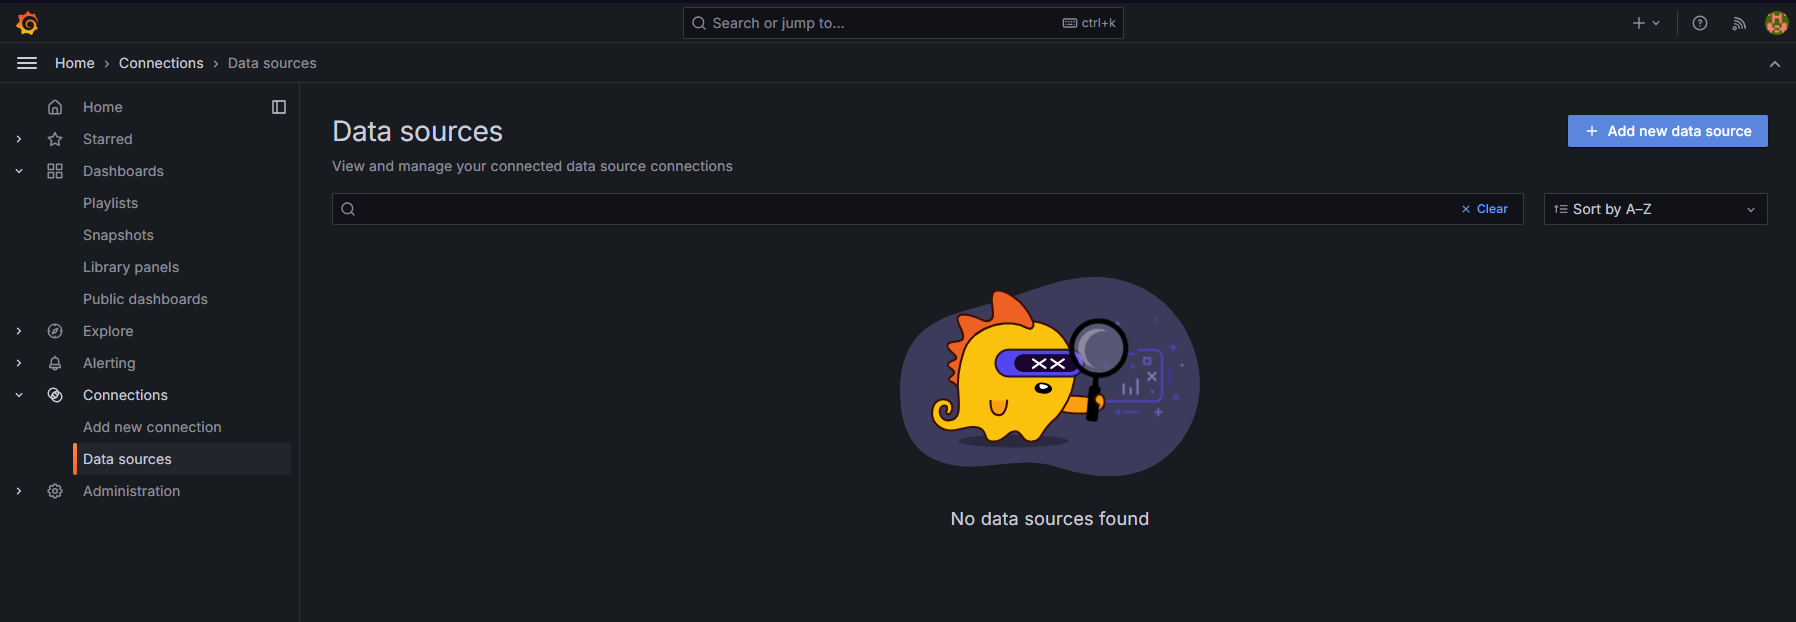 Search or jump to...
ctrl+k
Home
Connections
Data sources
Home
Starred
Dashboards
Playlists
Snapshots
Library panels
Public dashboards
Explore
Alerting
Connections
Add new connection
Data sources
Administration
Data sources
Add new data source
View and manage your connected data source connections
Clear
Sort by A–Z
No data sources found